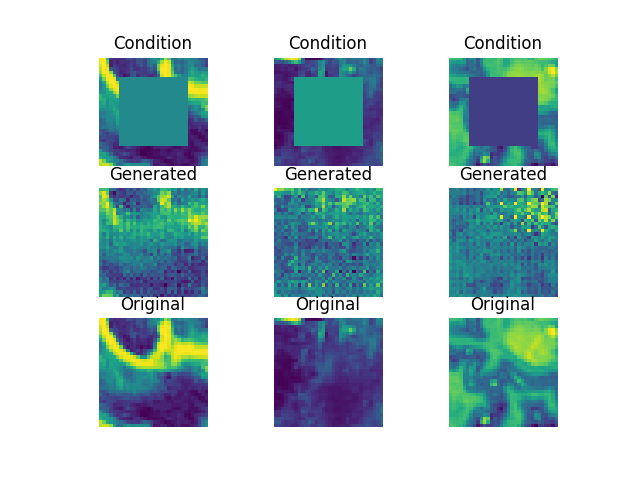 Condition Condition Condition
Generated Generated Generated
Original Original Original